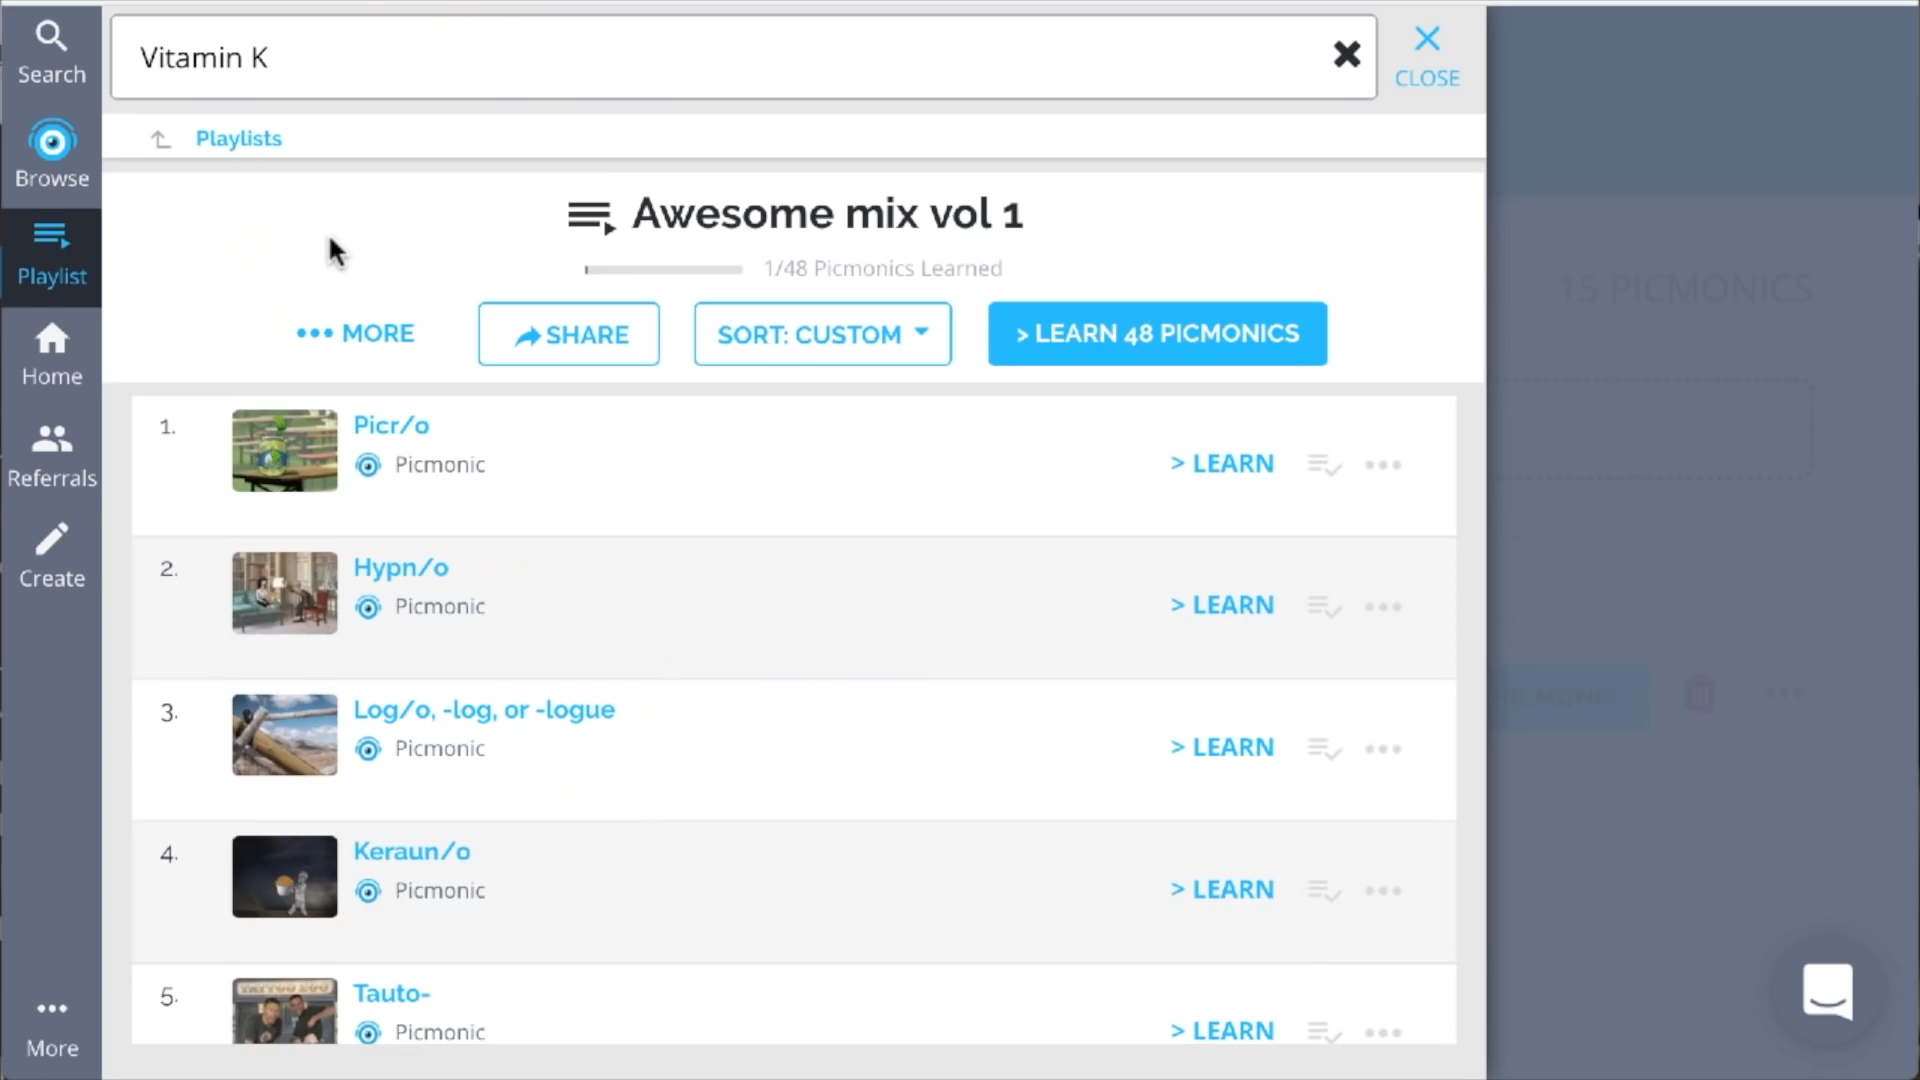 Search
Vitamin K
CLOSE
Browse
Playlists
Playlist
Awesome mix vol 1
1/48 Picmonics Learned
MORE
SHARE
SORT: CUSTOM
> LEARN 48 PICMONICS
15 PICMONICS
Home
Referrals
Create
More
1.
Picr/o
Picmonic
> LEARN
2.
Hypn/o
Picmonic
> LEARN
3.
Log/o, -log, or -logue
Picmonic
> LEARN
4.
Keraun/o
Picmonic
> LEARN
5.
Tauto-
Picmonic
> LEARN